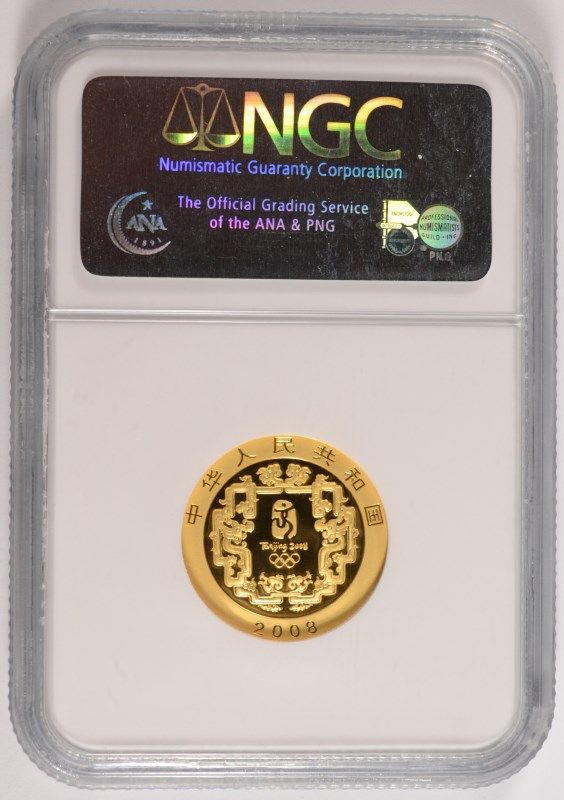 NGC
Numismatic Guaranty Corporation
The Official Grading Service
of the ANA & PNG
ANA
1891
PROFESSIONAL
NUMISMATISTS
GUILD • INC
PNG
中华人民共和国
Beijing 2008
2008